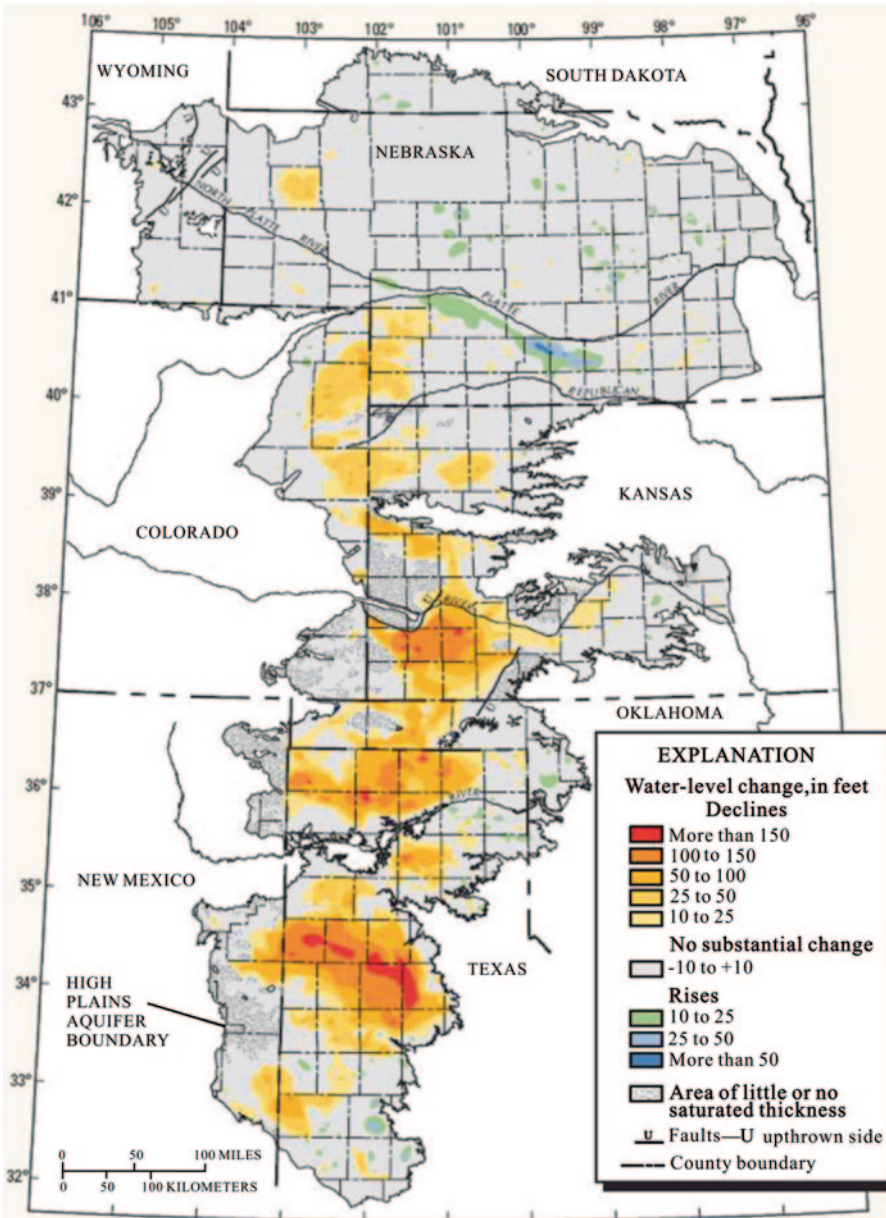 106° 105° 104° 103° 102° 101° 100° 99° 98° 97° 96°
WYOMING
SOUTH DAKOTA
43°
NEBRASKA
U
42°
NORTH PLATTE RIVER
41°
PLATTE RIVER
40°
REPUBLICAN
39°
KANSAS
COLORADO
38°
U
RIVER
37°
OKLAHOMA
36°
RIVER
35°
NEW MEXICO
TEXAS
34°
HIGH
PLAINS
AQUIFER
BOUNDARY
33°
32°
0 50 100 MILES
0 50 100 KILOMETERS
EXPLANATION
Water-level change,in feet
Declines
More than 150
100 to 150
50 to 100
25 to 50
10 to 25
No substantial change
-10 to +10
Rises
10 to 25
25 to 50
More than 50
Area of little or no
saturated thickness
U Faults—U upthrown side
County boundary